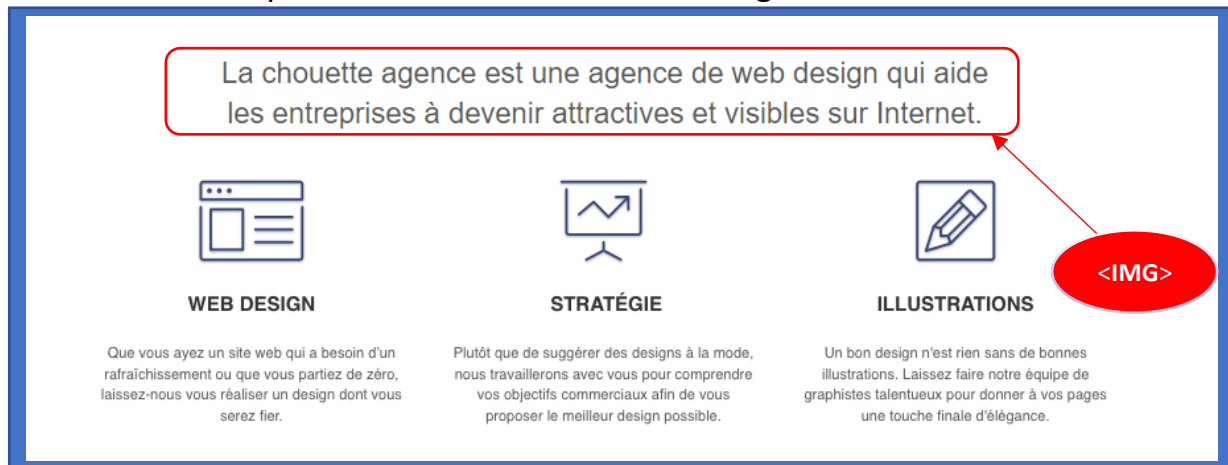 La chouette agence est une agence de web design qui aide
les entreprises à devenir attractives et visibles sur Internet.
<IMG>
WEB DESIGN
STRATÉGIE
ILLUSTRATIONS
Que vous ayez un site web qui a besoin d'un
rafraîchissement ou que vous partiez de zéro,
laissez-nous vous réaliser un design dont vous
serez fier.
Plutôt que de suggérer des designs à la mode,
nous travaillerons avec vous pour comprendre
vos objectifs commerciaux afin de vous
proposer le meilleur design possible.
Un bon design n'est rien sans de bonnes
illustrations. Laissez faire notre équipe de
graphistes talentueux pour donner à vos pages
une touche finale d'élégance.